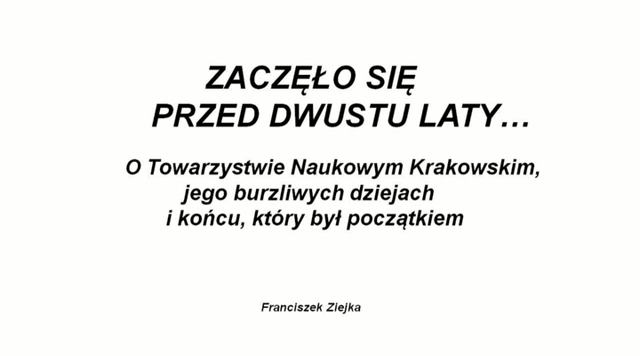 ZACZĘŁO SIĘ
PRZED DWUSTU LATY…
O Towarzystwie Naukowym Krakowskim,
jego burzliwych dziejach
i końcu, który był początkiem
Franciszek Ziejka